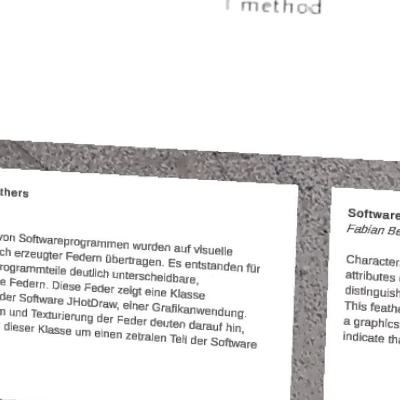 method
thers
von Softwareprogrammen wurden auf visuelle
ch erzeugter Federn übertragen. Es entstanden für
rogrammteile deutlich unterscheidbare,
e Federn. Diese Feder zeigt eine Klasse
der Software JHotDraw, einer Grafikanwendung.
n und Texturierung der Feder deuten darauf hin,
dieser Klasse um einen zetralen Teil der Software
Software
Fabian Be
Character
attributes
distinguish
This feathe
a graphics
indicate tha